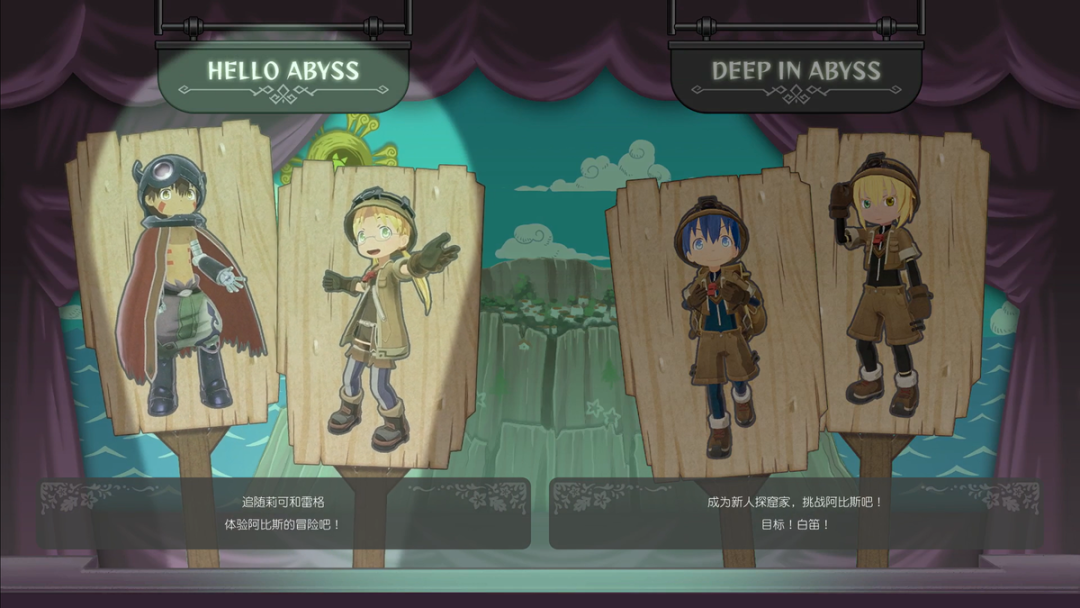 HELLO ABYSS
DEEP IN ABYSS
追随莉可和雷格
体验阿比斯的冒险吧！
成为新人探窟家，挑战阿比斯吧！
目标！白笛！